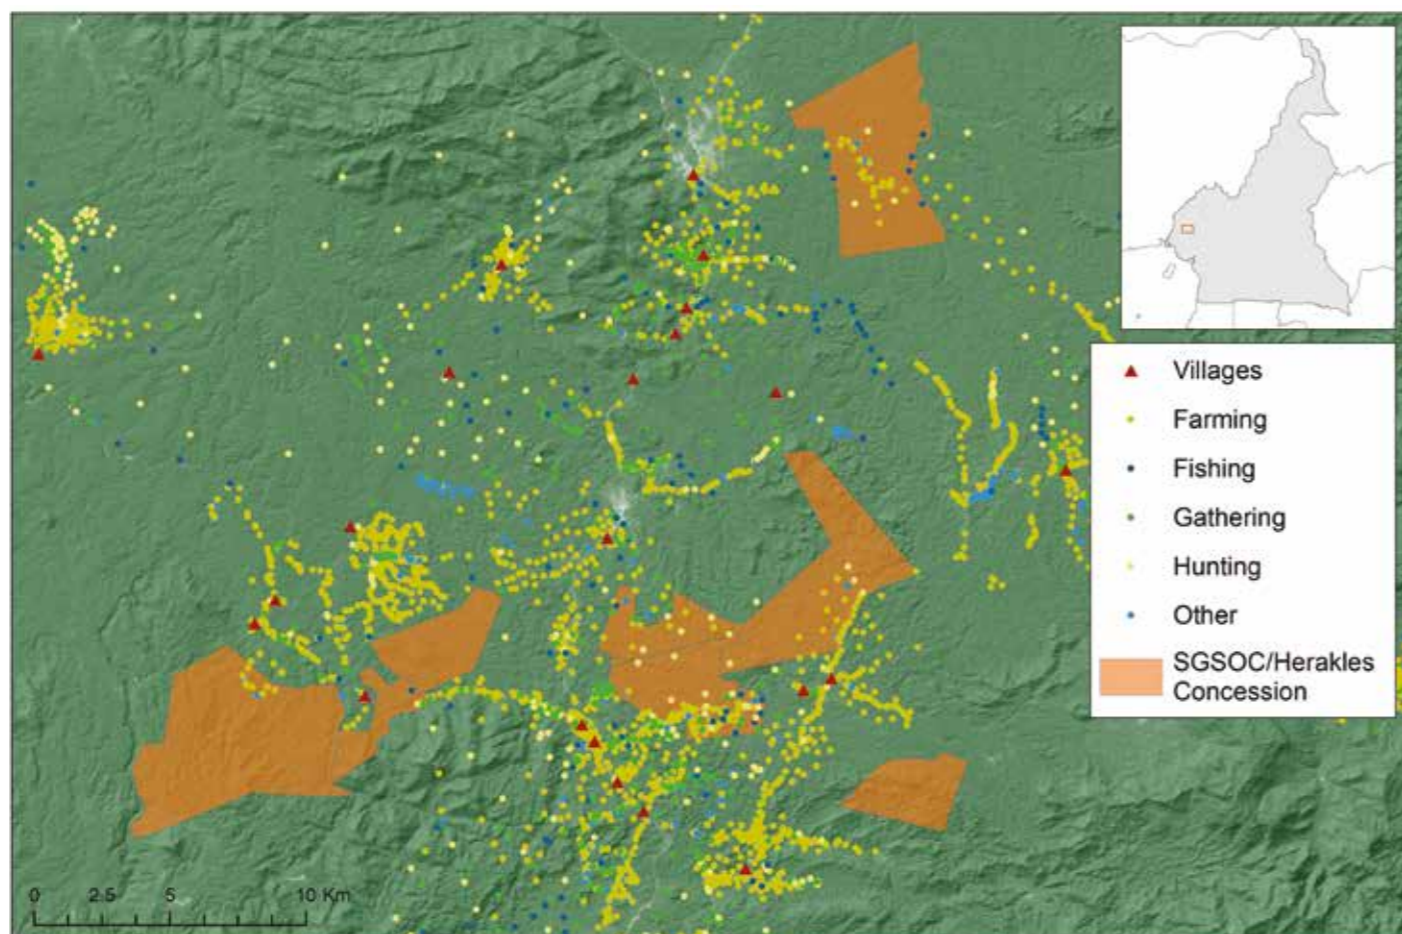 Villages
Farming
Fishing
Gathering
Hunting
Other
SGSOC/Herakles
Concession
0 2.5 5 10 Km